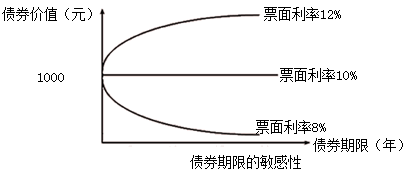 债券价值（元）
票面利率12%
1000
票面利率10%
票面利率8%
债券期限（年）
债券期限的敏感性